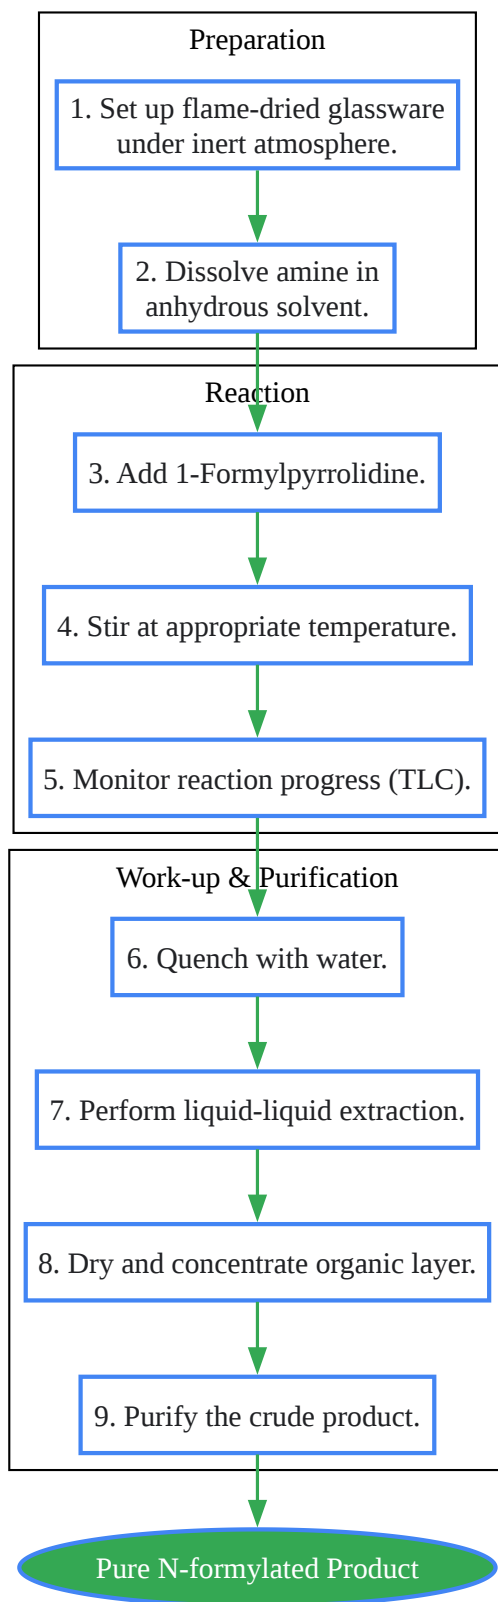 Preparation
1. Set up flame-dried glassware
under inert atmosphere.
2. Dissolve amine in
anhydrous solvent.
Reaction
3. Add 1-Formylpyrrolidine.
4. Stir at appropriate temperature.
5. Monitor reaction progress (TLC).
Work-up & Purification
6. Quench with water.
7. Perform liquid-liquid extraction.
8. Dry and concentrate organic layer.
9. Purify the crude product.
Pure N-formylated Product